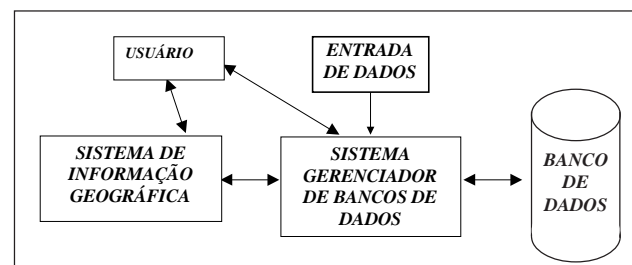 USUÁRIO
ENTRADA
DE DADOS
SISTEMA DE
INFORMAÇÃO
GEOGRÁFICA
SISTEMA
GERENCIADOR
DE BANCOS DE
DADOS
BANCO
DE
DADOS